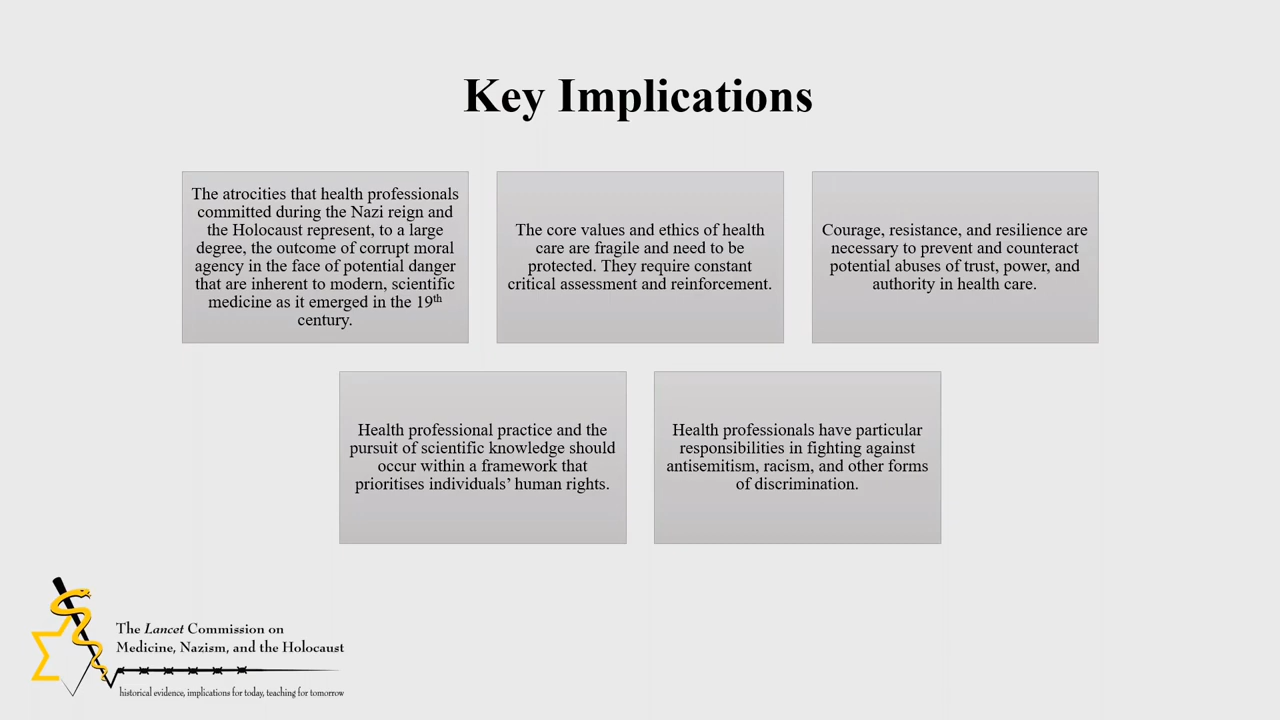 Key Implications
The atrocities that health professionals
committed during the Nazi reign and
the Holocaust represent, to a large
degree, the outcome of corrupt moral
agency in the face of potential danger
that are inherent to modern, scientific
medicine as it emerged in the 19th
century.
The core values and ethics of health
care are fragile and need to be
protected. They require constant
critical assessment and reinforcement.
Courage, resistance, and resilience are
necessary to prevent and counteract
potential abuses of trust, power, and
authority in health care.
Health professional practice and the
pursuit of scientific knowledge should
occur within a framework that
prioritises individuals’ human rights.
Health professionals have particular
responsibilities in fighting against
antisemitism, racism, and other forms
of discrimination.
The Lancet Commission on
Medicine, Nazism, and the Holocaust
historical evidence, implications for today, teaching for tomorrow